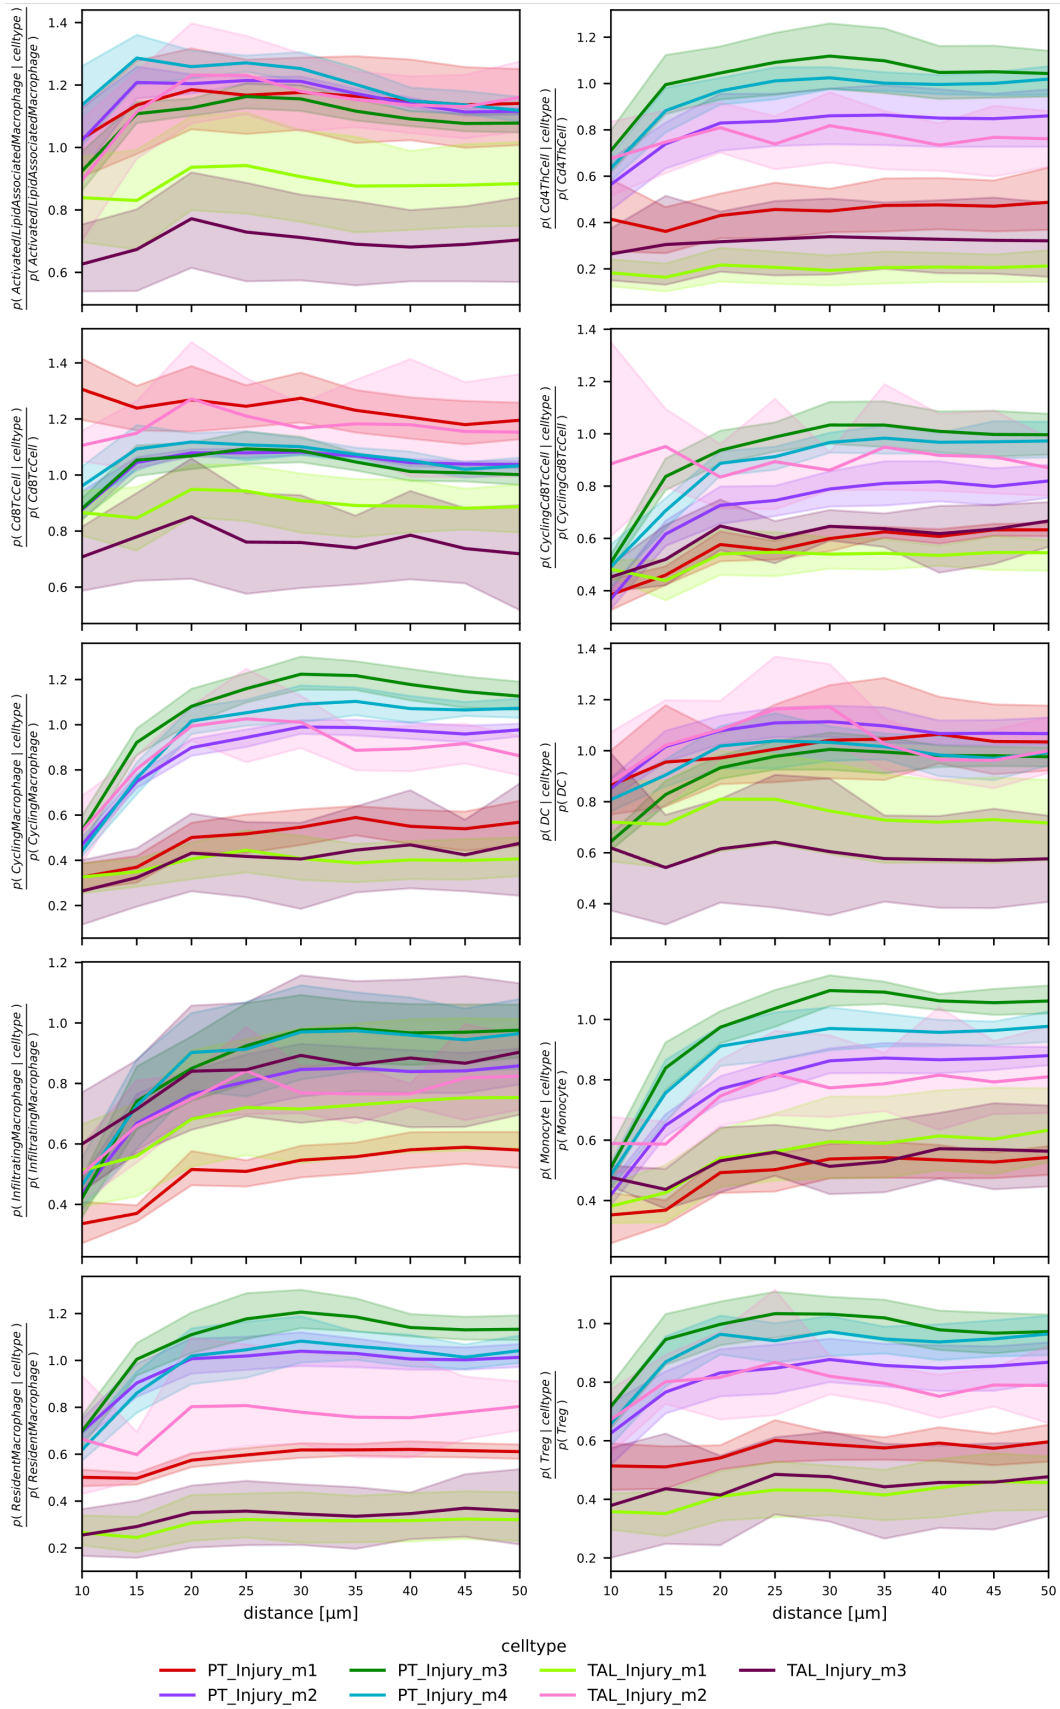 p( ActivatedLipidAssociatedMacrophage | celltype )
p( ActivatedLipidAssociatedMacrophage )
1.4
1.2
1.0
0.8
0.6
p( Cd4ThCell | celltype )
p( Cd4ThCell )
1.2
1.0
0.8
0.6
0.4
0.2
p( Cd8TcCell | celltype )
p( Cd8TcCell )
1.4
1.2
1.0
0.8
0.6
p( CyclingCd8TcCell | celltype )
p( CyclingCd8TcCell )
1.4
1.2
1.0
0.8
0.6
0.4
p( CyclingMacrophage | celltype )
p( CyclingMacrophage )
1.2
1.0
0.8
0.6
0.4
0.2
p( DC | celltype )
p( DC )
1.4
1.2
1.0
0.8
0.6
0.4
p( InfiltratingMacrophage | celltype )
p( InfiltratingMacrophage )
1.2
1.0
0.8
0.6
0.4
p( Monocyte | celltype )
p( Monocyte )
1.0
0.8
0.6
0.4
p( ResidentMacrophage | celltype )
p( ResidentMacrophage )
1.2
1.0
0.8
0.6
0.4
0.2
p( Treg | celltype )
p( Treg )
1.0
0.8
0.6
0.4
0.2
10 15 20 25 30 35 40 45 50
distance [µm]
10 15 20 25 30 35 40 45 50
distance [µm]
celltype
PT_Injury_m1 PT_Injury_m3 TAL_Injury_m1 TAL_Injury_m3
PT_Injury_m2 PT_Injury_m4 TAL_Injury_m2